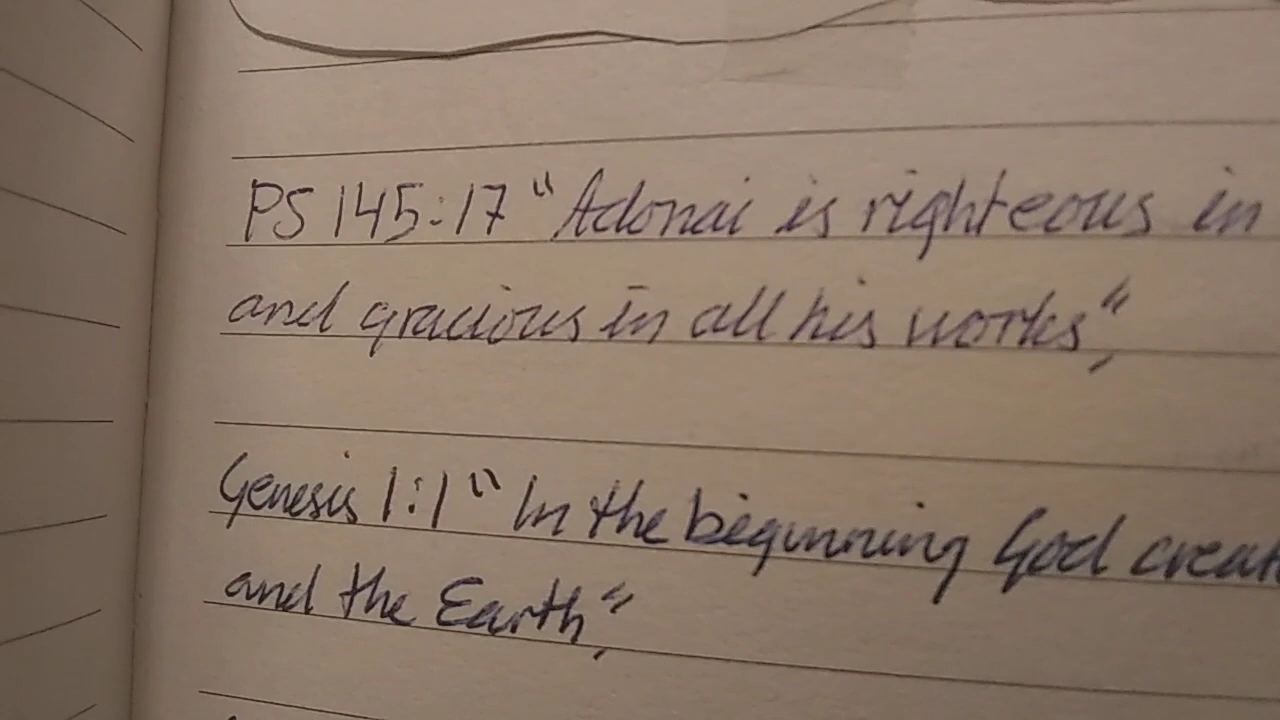 PS 145:17 "Adonai is righteous in
and gracious in all his works",
Genesis 1:1 "In the beginning God creat
and the Earth",